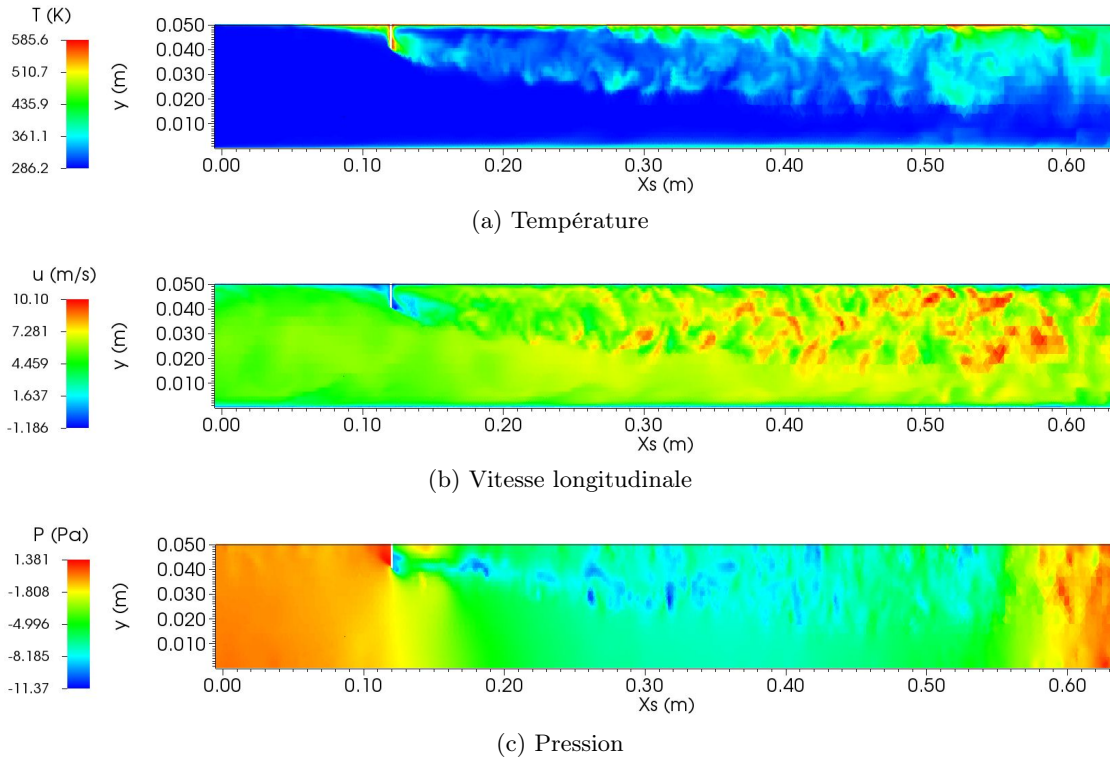 T (K)
585.6
510.7
435.9
361.1
286.2
y (m)
0.050
0.040
0.030
0.020
0.010
0.00 0.10 0.20 0.30 0.40 0.50 0.60
Xs (m)
(a) Température
u (m/s)
10.10
7.281
4.459
1.637
-1.186
y (m)
0.050
0.040
0.030
0.020
0.010
0.00 0.10 0.20 0.30 0.40 0.50 0.60
Xs (m)
(b) Vitesse longitudinale
P (Pa)
1.381
-1.808
-4.996
-8.185
-11.37
y (m)
0.050
0.040
0.030
0.020
0.010
0.00 0.10 0.20 0.30 0.40 0.50 0.60
Xs (m)
(c) Pression